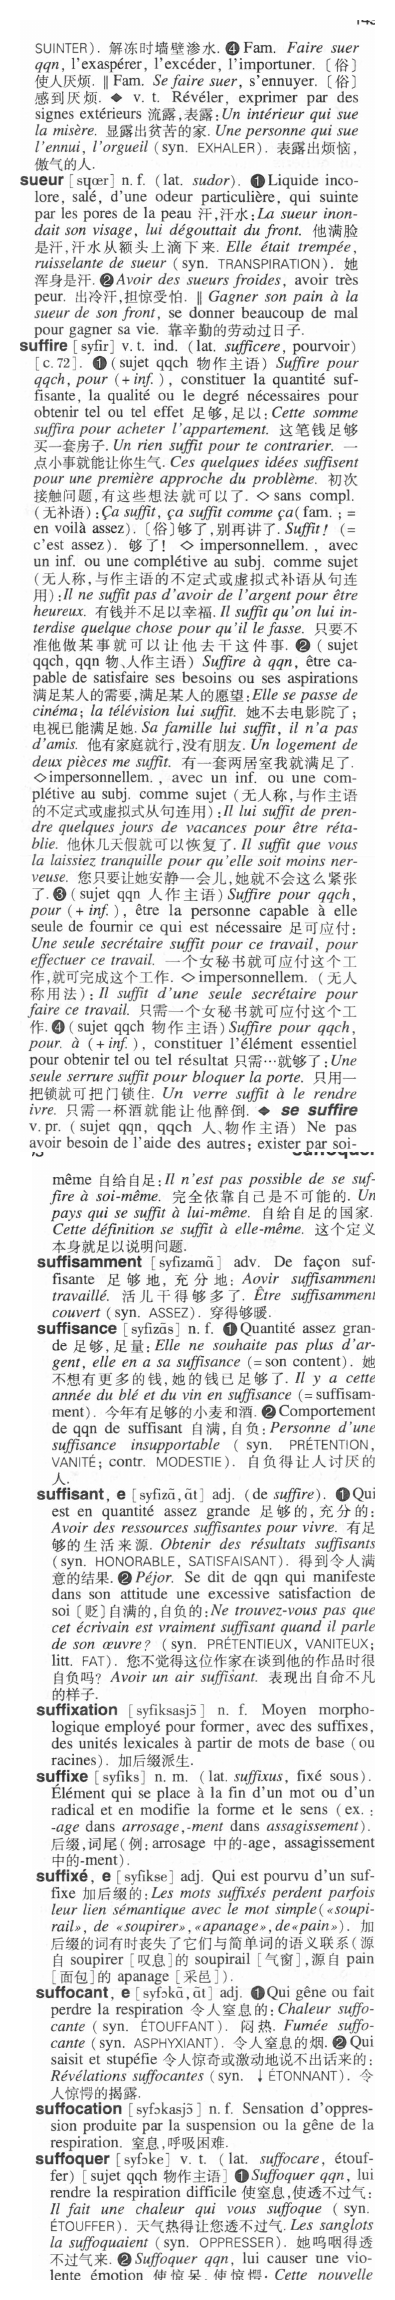 SUINTER). 解冻时墙壁渗水. ❹ Fam. Faire suer
qqn, l'exaspérer, l'excéder, l'importuner. 〔俗〕
使人厌烦. ‖ Fam. Se faire suer, s'ennuyer. 〔俗〕
感到厌烦. ◆ v. t. Révéler, exprimer par des
signes extérieurs 流露,表露:Un intérieur qui sue
la misère. 显露出贫苦的家. Une personne qui sue
l'ennui, l'orgueil (syn. EXHALER). 表露出烦恼,
傲气的人.
sueur [sɥœr] n. f. (lat. sudor). ❶Liquide inco-
lore, salé, d'une odeur particulière, qui suinte
par les pores de la peau 汗,汗水:La sueur inon-
dait son visage, lui dégouttait du front. 他满脸
是汗,汗水从额头上滴下来. Elle était trempée,
ruisselante de sueur (syn. TRANSPIRATION). 她
浑身是汗. ❷Avoir des sueurs froides, avoir très
peur. 出冷汗,担惊受怕. ‖ Gagner son pain à la
sueur de son front, se donner beaucoup de mal
pour gagner sa vie. 靠辛勤的劳动过日子.
suffire [syfir] v. t. ind. (lat. sufficere, pourvoir)
[c. 72]. ❶(sujet qqch 物作主语) Suffire pour
qqch, pour (+inf.), constituer la quantité suf-
fisante, la qualité ou le degré nécessaires pour
obtenir tel ou tel effet 足够,足以:Cette somme
suffira pour acheter l'appartement. 这笔钱足够
买一套房子. Un rien suffit pour te contrarier. 一
点小事就能让你生气. Ces quelques idées suffisent
pour une première approche du problème. 初次
接触问题,有这些想法就可以了. ◇sans compl.
(无补语):Ça suffit, ça suffit comme ça(fam. ; =
en voilà assez). 〔俗〕够了,别再讲了. Suffit! (=
c'est assez). 够了! ◇ impersonnellem. , avec
un inf. ou une complétive au subj. comme sujet
(无人称,与作主语的不定式或虚拟式补语从句连
用):Il ne suffit pas d'avoir de l'argent pour être
heureux. 有钱并不足以幸福. Il suffit qu'on lui in-
terdise quelque chose pour qu'il le fasse. 只要不
准他做某事就可以让他去干这件事. ❷ (sujet
qqch, qqn 物、人作主语) Suffire à qqn, être ca-
pable de satisfaire ses besoins ou ses aspirations
满足某人的需要,满足某人的愿望:Elle se passe de
cinéma; la télévision lui suffit. 她不去电影院了;
电视已能满足她. Sa famille lui suffit, il n'a pas
d'amis. 他有家庭就行,没有朋友. Un logement de
deux pièces me suffit. 有一套两居室我就满足了.
◇impersonnellem. , avec un inf. ou une com-
plétive au subj. comme sujet (无人称,与作主语
的不定式或虚拟式从句连用):Il lui suffit de pren-
dre quelques jours de vacances pour être réta-
blie. 他休几天假就可以恢复了. Il suffit que vous
la laissiez tranquille pour qu'elle soit moins ner-
veuse. 您只要让她安静一会儿,她就不会这么紧张
了. ❸ (sujet qqn 人作主语) Suffire pour qqch,
pour (+inf.), être la personne capable à elle
seule de fournir ce qui est nécessaire 足可应付:
Une seule secrétaire suffit pour ce travail, pour
effectuer ce travail. 一个女秘书就可应付这个工
作,就可完成这个工作. ◇impersonnellem. (无人
称用法): Il suffit d'une seule secrétaire pour
faire ce travail. 只需一个女秘书就可应付这个工
作. ❹(sujet qqch 物作主语) Suffire pour qqch,
pour. à (+inf.), constituer l'élément essentiel
pour obtenir tel ou tel résultat 只需…就够了:Une
seule serrure suffit pour bloquer la porte. 只用一
把锁就可把门锁住. Un verre suffit à le rendre
ivre. 只需一杯酒就能让他醉倒. ◆ se suffire
v. pr. (sujet qqn, qqch 人、物作主语) Ne pas
avoir besoin de l'aide des autres; exister par soi-
même 自给自足:Il n'est pas possible de se suf-
fire à soi-même. 完全依靠自己是不可能的. Un
pays qui se suffit à lui-même. 自给自足的国家.
Cette définition se suffit à elle-même. 这个定义
本身就足以说明问题.
suffisamment [syfizamɑ̃] adv. De façon suf-
fisante 足够地, 充分地: Aovir suffisamment
travaillé. 活儿干得够多了. Être suffisamment
couvert (syn. ASSEZ). 穿得够暖.
suffisance [syfizɑ̃s] n. f. ❶Quantité assez gran-
de 足够,足量:Elle ne souhaite pas plus d'ar-
gent, elle en a sa suffisance (=son content). 她
不想有更多的钱,她的钱已足够了. Il y a cette
année du blé et du vin en suffisance (=suffisam-
ment). 今年有足够的小麦和酒. ❷Comportement
de qqn de suffisant 自满,自负:Personne d'une
suffisance insupportable (syn. PRÉTENTION,
VANITÉ; contr. MODESTIE). 自负得让人讨厌的
人.
suffisant, e [syfizɑ̃, ɑ̃t] adj. (de suffire). ❶Qui
est en quantité assez grande 足够的,充分的:
Avoir des ressources suffisantes pour vivre. 有足
够的生活来源. Obtenir des résultats suffisants
(syn. HONORABLE, SATISFAISANT). 得到令人满
意的结果. ❷Péjor. Se dit de qqn qui manifeste
dans son attitude une excessive satisfaction de
soi〔贬〕自满的,自负的:Ne trouvez-vous pas que
cet écrivain est vraiment suffisant quand il parle
de son œuvre? (syn. PRÉTENTIEUX, VANITEUX;
litt. FAT). 您不觉得这位作家在谈到他的作品时很
自负吗? Avoir un air suffisant. 表现出自命不凡
的样子.
suffixation [syfiksasjɔ̃] n. f. Moyen morpho-
logique employé pour former, avec des suffixes,
des unités lexicales à partir de mots de base (ou
racines). 加后缀派生.
suffixe [syfiks] n. m. (lat. suffixus, fixé sous).
Élément qui se place à la fin d'un mot ou d'un
radical et en modifie la forme et le sens (ex. :
-age dans arrosage,-ment dans assagissement).
后缀,词尾(例:arrosage 中的-age, assagissement
中的-ment).
suffixé, e [syfikse] adj. Qui est pourvu d'un suf-
fixe 加后缀的:Les mots suffixés perdent parfois
leur lien sémantique avec le mot simple(«soupi-
rail», de «soupirer»,«apanage»,de«pain»). 加
后缀的词有时丧失了它们与简单词的语义联系(源
自 soupirer [叹息]的 soupirail [气窗],源自 pain
[面包]的 apanage [采邑]).
suffocant, e [syfɔkɑ̃, ɑ̃t] adj. ❶Qui gêne ou fait
perdre la respiration 令人窒息的:Chaleur suffo-
cante (syn. ÉTOUFFANT). 闷热. Fumée suffo-
cante (syn. ASPHYXIANT). 令人窒息的烟. ❷Qui
saisit et stupéfie 令人惊奇或激动地说不出话来的:
Révélations suffocantes (syn. ↓ÉTONNANT). 令
人惊愕的揭露.
suffocation [syfɔkasjɔ̃] n. f. Sensation d'oppres-
sion produite par la suspension ou la gêne de la
respiration. 窒息,呼吸困难.
suffoquer [syfɔke] v. t. (lat. suffocare, étouf-
fer) [sujet qqch 物作主语] ❶Suffoquer qqn, lui
rendre la respiration difficile 使窒息,使透不过气:
Il fait une chaleur qui vous suffoque (syn.
ÉTOUFFER). 天气热得让您透不过气. Les sanglots
la suffoquaient (syn. OPPRESSER). 她呜咽得透
不过气来. ❷Suffoquer qqn, lui causer une vio-
lente émotion 使惊呆, 使惊愕: Cette nouvelle